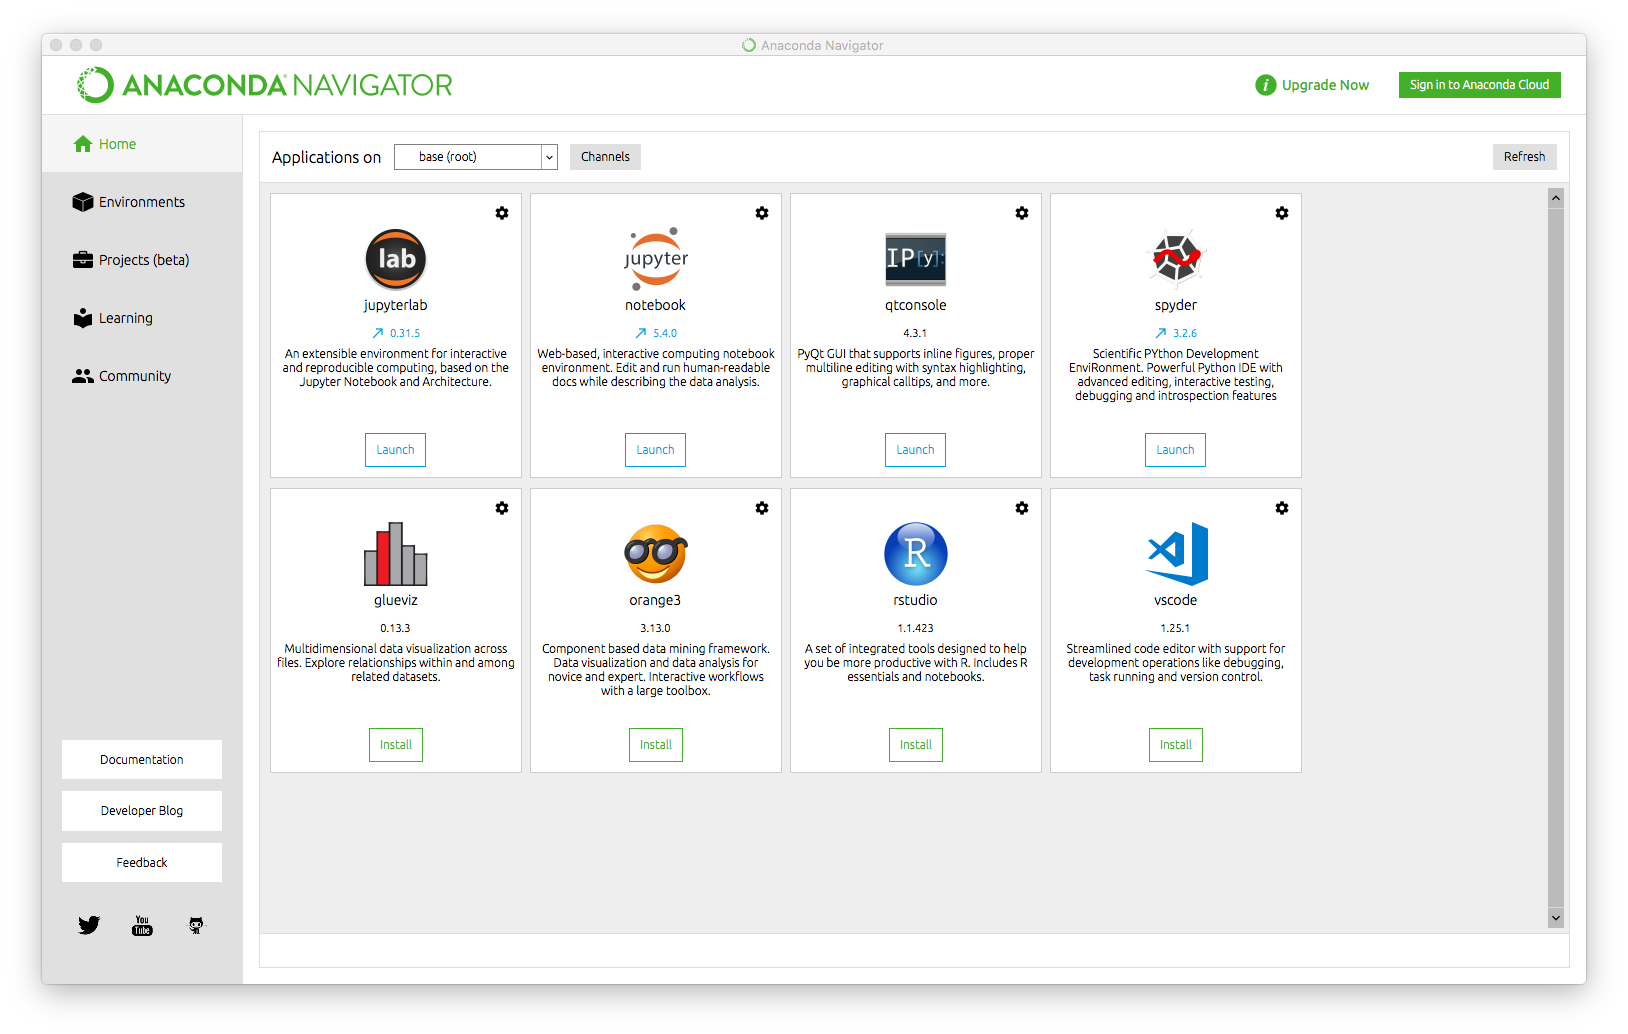 Anaconda Navigator
ANACONDA NAVIGATOR
i Upgrade Now
Sign in to Anaconda Cloud
Home
Environments
Projects (beta)
Learning
Community
Documentation
Developer Blog
Feedback
You
Tube
Applications on
base (root)
Channels
Refresh
lab
jupyterlab
0.31.5
An extensible environment for interactive
and reproducible computing, based on the
Jupyter Notebook and Architecture.
Launch
jupyter
notebook
5.4.0
Web-based, interactive computing notebook
environment. Edit and run human-readable
docs while describing the data analysis.
Launch
IP[y]:
qtconsole
4.3.1
PyQt GUI that supports inline figures, proper
multiline editing with syntax highlighting,
graphical calltips, and more.
Launch
spyder
3.2.6
Scientific PYthon Development
EnviRonment. Powerful Python IDE with
advanced editing, interactive testing,
debugging and introspection features
Launch
glueviz
0.13.3
Multidimensional data visualization across
files. Explore relationships within and among
related datasets.
Install
orange3
3.13.0
Component based data mining framework.
Data visualization and data analysis for
novice and expert. Interactive workflows
with a large toolbox.
Install
R
rstudio
1.1.423
A set of integrated tools designed to help
you be more productive with R. Includes R
essentials and notebooks.
Install
vscode
1.25.1
Streamlined code editor with support for
development operations like debugging,
task running and version control.
Install